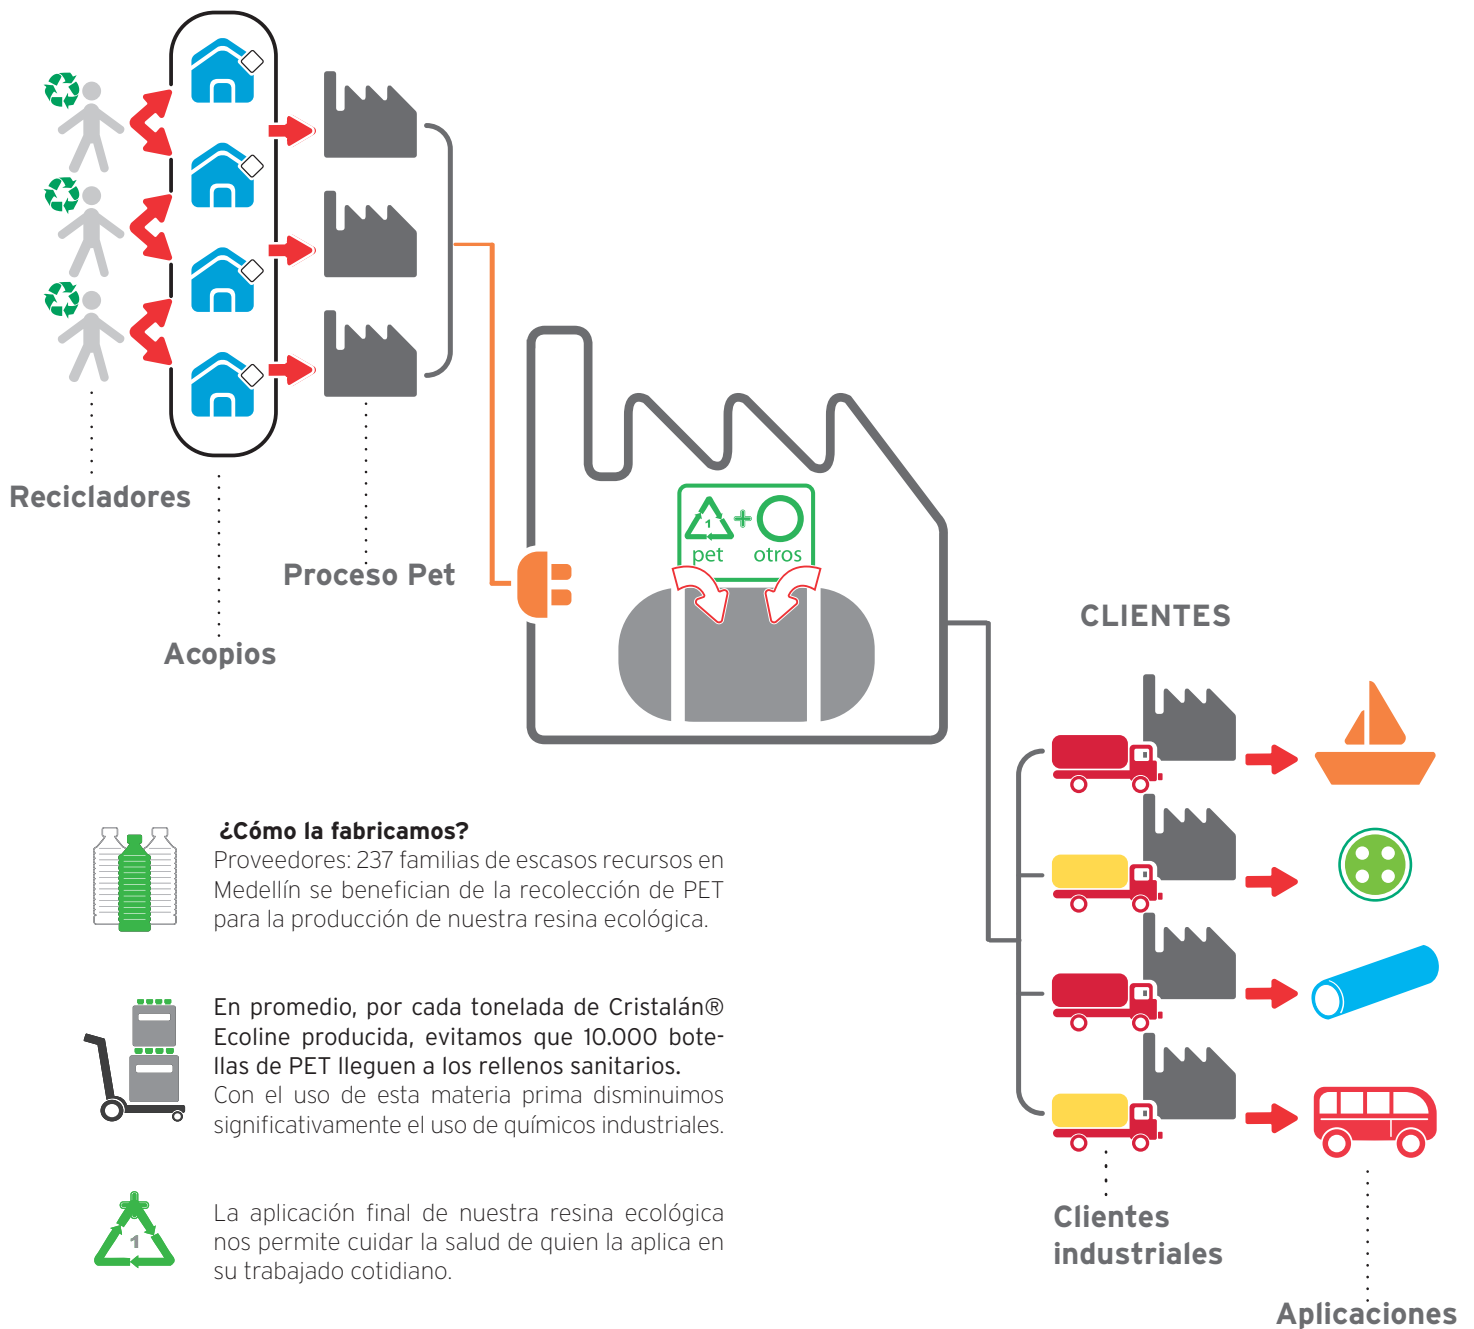 Recicladores
Acopios
Proceso Pet
1
pet + otros
CLIENTES
Clientes
industriales
Aplicaciones
¿Cómo la fabricamos?
Proveedores: 237 familias de escasos recursos en
Medellín se benefician de la recolección de PET
para la producción de nuestra resina ecológica.
En promedio, por cada tonelada de Cristalán®
Ecoline producida, evitamos que 10.000 bote-
llas de PET lleguen a los rellenos sanitarios.
Con el uso de esta materia prima disminuimos
significativamente el uso de químicos industriales.
1
La aplicación final de nuestra resina ecológica
nos permite cuidar la salud de quien la aplica en
su trabajado cotidiano.